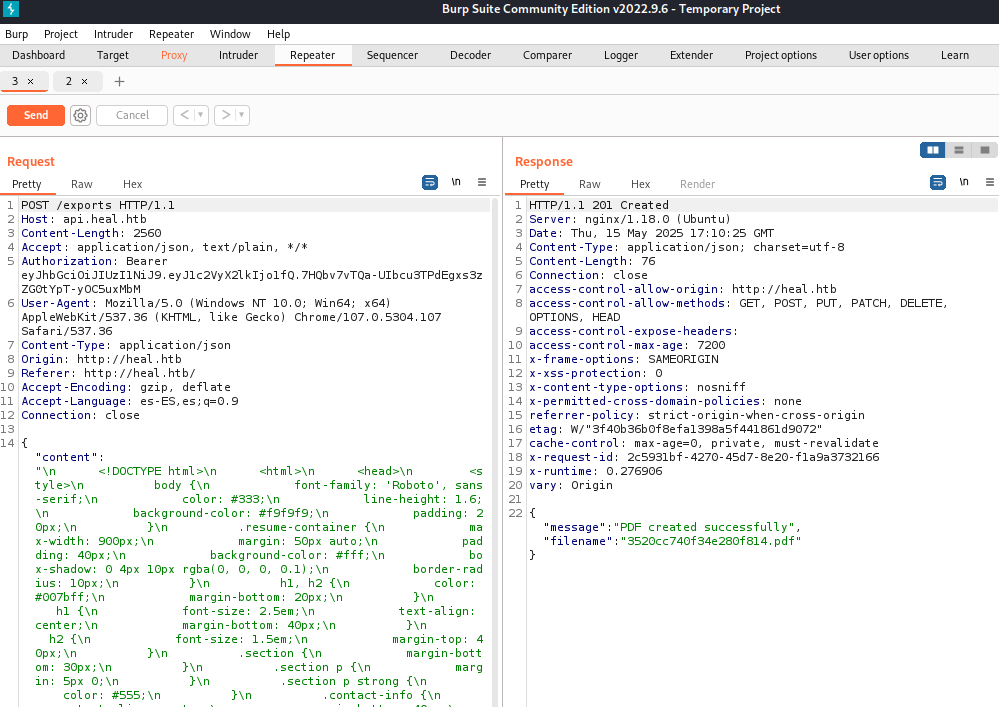 Burp Suite Community Edition v2022.9.6 - Temporary Project
Burp Project Intruder Repeater Window Help
Dashboard Target Proxy Intruder Repeater Sequencer Decoder Comparer Logger Extender Project options User options Learn
3 × 2 × +
Send Cancel < >
Request
Pretty Raw Hex \n
1 POST /exports HTTP/1.1
2 Host: api.heal.htb
3 Content-Length: 2560
4 Accept: application/json, text/plain, */*
5 Authorization: Bearer
eyJhbGciOiJIUzI1NiJ9.eyJ1c2VyX2lkIjo1fQ.7HQbv7vTQa-UIbcu3TPdEgxs3z
ZG0tYpT-yOC5uxMbM
6 User-Agent: Mozilla/5.0 (Windows NT 10.0; Win64; x64)
AppleWebKit/537.36 (KHTML, like Gecko) Chrome/107.0.5304.107
Safari/537.36
7 Content-Type: application/json
8 Origin: http://heal.htb
9 Referer: http://heal.htb/
10 Accept-Encoding: gzip, deflate
11 Accept-Language: es-ES,es;q=0.9
12 Connection: close
13
14 {
"content":
"\n <!DOCTYPE html>\n <html>\n <head>\n <s
tyle>\n body {\n font-family: 'Roboto', sans
-serif;\n color: #333;\n line-height: 1.6;
\n background-color: #f9f9f9;\n padding: 2
0px;\n }\n .resume-container {\n ma
x-width: 900px;\n margin: 50px auto;\n pad
ding: 40px;\n background-color: #fff;\n bo
x-shadow: 0 4px 10px rgba(0, 0, 0, 0.1);\n border-rad
ius: 10px;\n }\n h1, h2 {\n color:
#007bff;\n margin-bottom: 20px;\n }\n
h1 {\n font-size: 2.5em;\n text-align:
center;\n margin-bottom: 40px;\n }\n
h2 {\n font-size: 1.5em;\n margin-top: 4
0px;\n }\n .section {\n margin-bott
om: 30px;\n }\n .section p {\n marg
in: 5px 0;\n }\n .section p strong {\n
color: #555;\n }\n .contact-info {\n
Response
Pretty Raw Hex Render \n
1 HTTP/1.1 201 Created
2 Server: nginx/1.18.0 (Ubuntu)
3 Date: Thu, 15 May 2025 17:10:25 GMT
4 Content-Type: application/json; charset=utf-8
5 Content-Length: 76
6 Connection: close
7 access-control-allow-origin: http://heal.htb
8 access-control-allow-methods: GET, POST, PUT, PATCH, DELETE,
OPTIONS, HEAD
9 access-control-expose-headers:
10 access-control-max-age: 7200
11 x-frame-options: SAMEORIGIN
12 x-xss-protection: 0
13 x-content-type-options: nosniff
14 x-permitted-cross-domain-policies: none
15 referrer-policy: strict-origin-when-cross-origin
16 etag: W/"3f40b36b0f8efa1398a5f441861d9072"
17 cache-control: max-age=0, private, must-revalidate
18 x-request-id: 2c5931bf-4270-45d7-8e20-f1a9a3732166
19 x-runtime: 0.276906
20 vary: Origin
21
22 {
"message":"PDF created successfully",
"filename":"3520cc740f34e280f814.pdf"
}